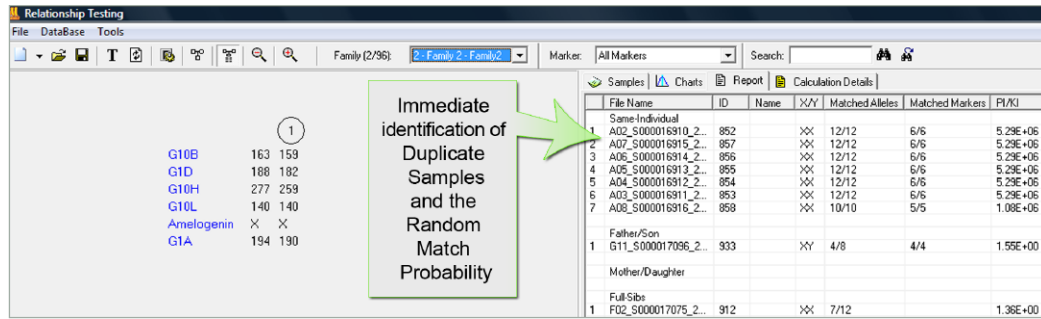 Relationship Testing
File DataBase Tools
T Family (2/96): 2 - Family 2 - Family2 Marker: All Markers Search:
Samples Charts Report Calculation Details
File Name ID Name X/Y Matched Alleles Matched Markers PI/KI
Same-Individual
1 A02_S000016910_2... 852 XX 12/12 6/6 5.29E+06
2 A07_S000016915_2... 857 XX 12/12 6/6 5.29E+06
3 A06_S000016914_2... 856 XX 12/12 6/6 5.29E+06
4 A05_S000016913_2... 855 XX 12/12 6/6 5.29E+06
5 A04_S000016912_2... 854 XX 12/12 6/6 5.29E+06
6 A03_S000016911_2... 853 XX 12/12 6/6 5.29E+06
7 A08_S000016916_2... 858 XX 10/10 5/5 1.08E+06
Father/Son
1 G11_S000017096_2... 933 XY 4/8 4/4 1.55E+00
Mother/Daughter
Full-Sibs
1 F02_S000017075_2... 912 XX 7/12 1.36E+00
Immediate
identification of
Duplicate
Samples
and the
Random
Match
Probability
1
G10B 163 159
G1D 188 182
G10H 277 259
G10L 140 140
Amelogenin X X
G1A 194 190